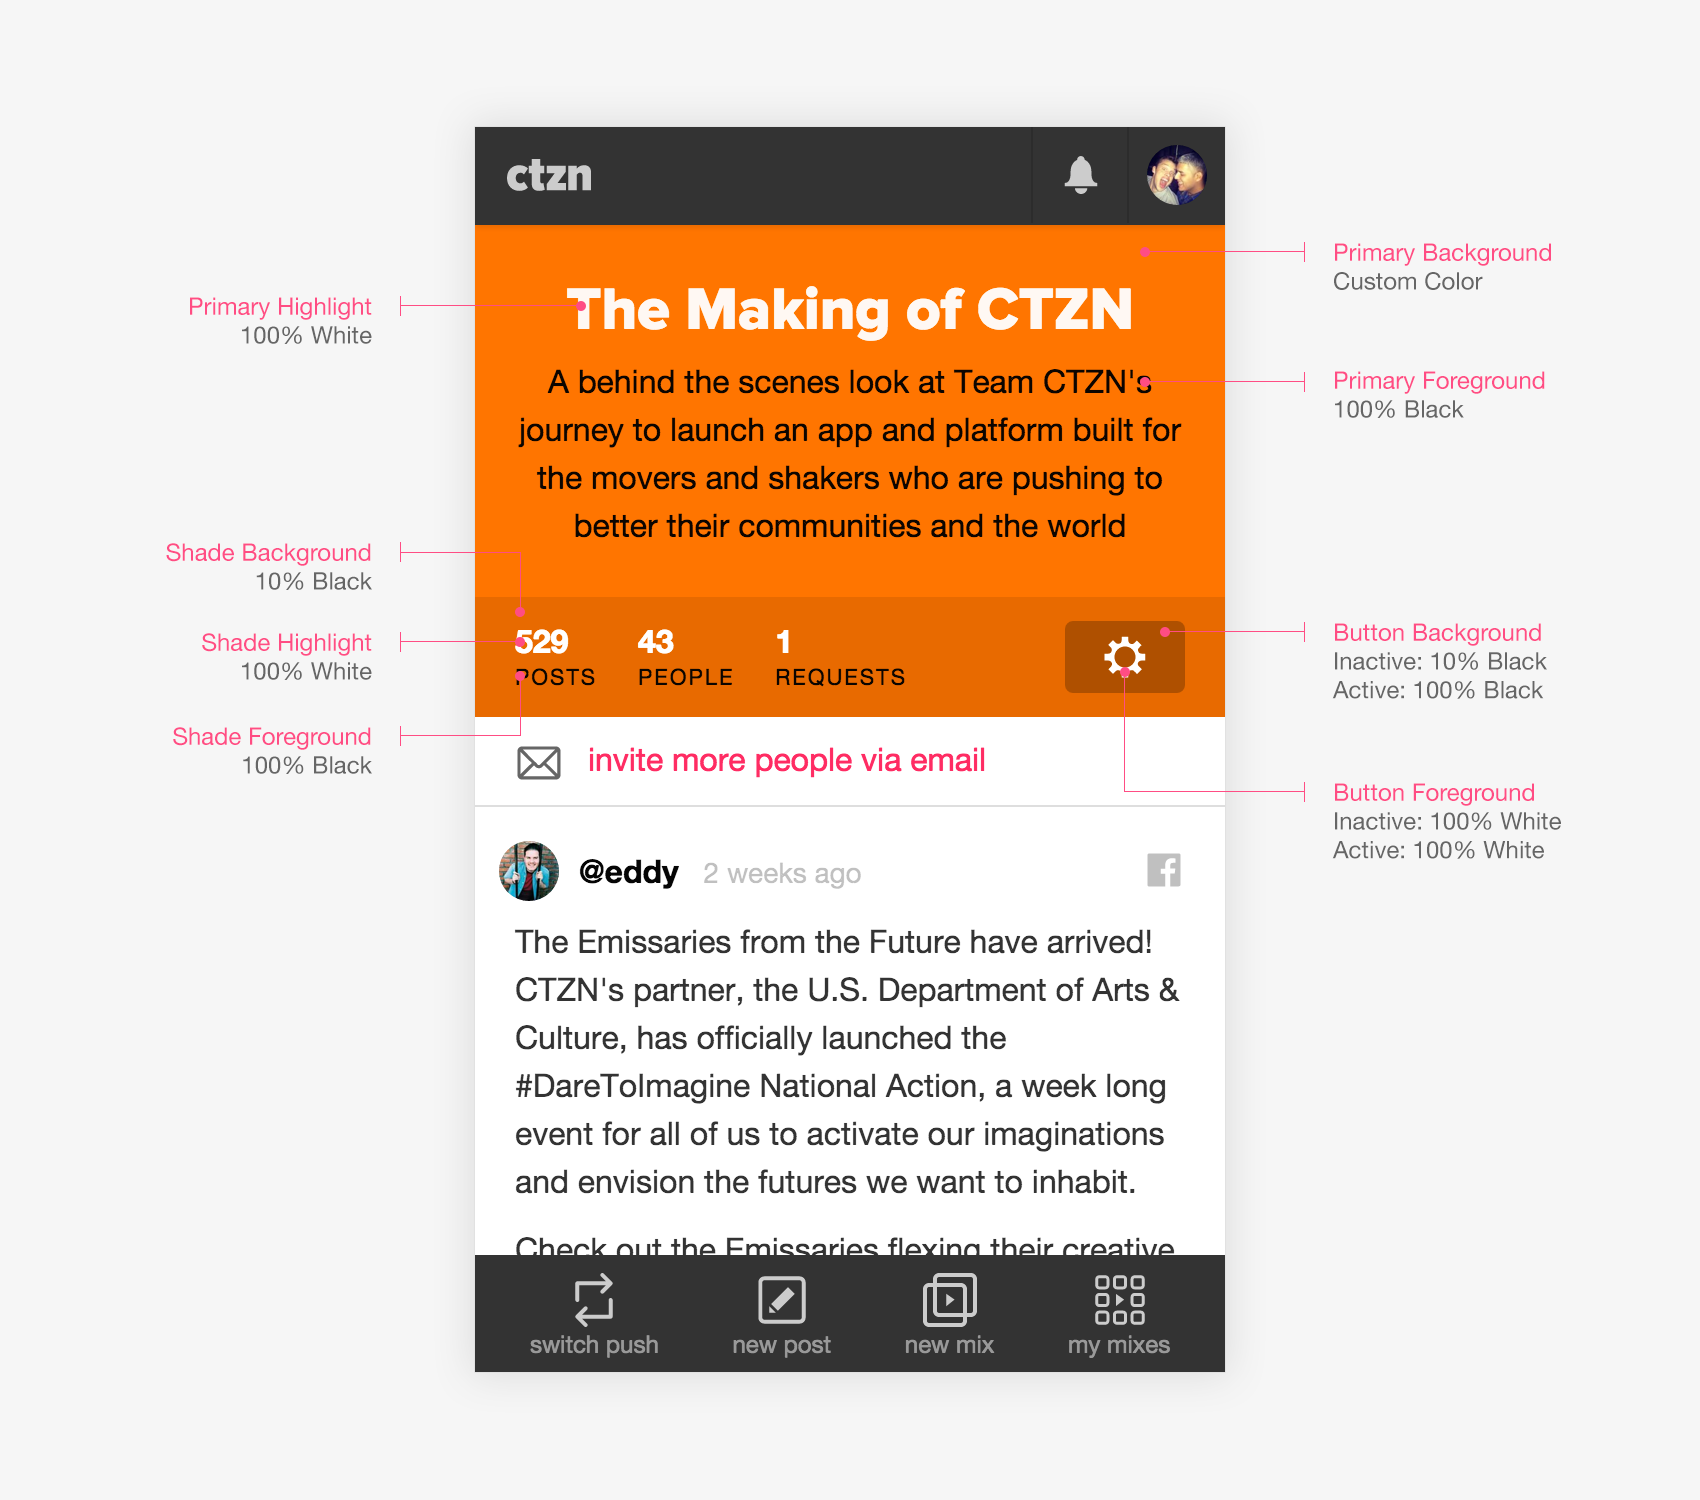 ctzn
Primary Background
Custom Color
Primary Highlight
100% White
The Making of CTZN
A behind the scenes look at Team CTZN's
journey to launch an app and platform built for
the movers and shakers who are pushing to
better their communities and the world
Primary Foreground
100% Black
Shade Background
10% Black
Shade Highlight
100% White
Shade Foreground
100% Black
529 43 1
POSTS PEOPLE REQUESTS
Button Background
Inactive: 10% Black
Active: 100% Black
invite more people via email
Button Foreground
Inactive: 100% White
Active: 100% White
@eddy 2 weeks ago
The Emissaries from the Future have arrived!
CTZN's partner, the U.S. Department of Arts &
Culture, has officially launched the
#DareToImagine National Action, a week long
event for all of us to activate our imaginations
and envision the futures we want to inhabit.
Check out the Emissaries flexing their creative
switch push new post new mix my mixes